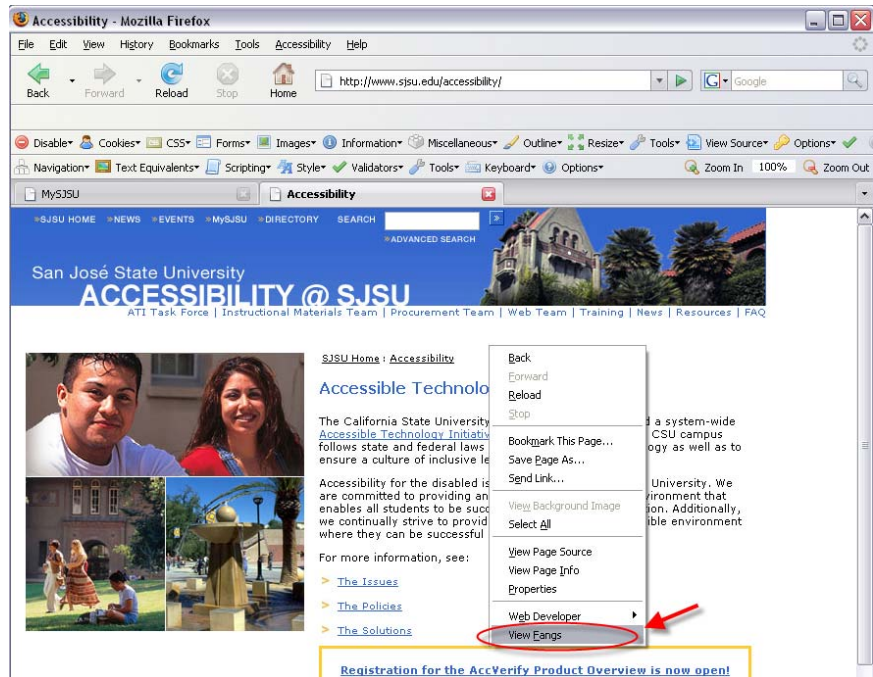 Accessibility - Mozilla Firefox
File Edit View History Bookmarks Tools Accessibility Help
Back Forward Reload Stop Home http://www.sjsu.edu/accessibility/ G Google
Disable Cookies CSS Forms Images Information Miscellaneous Outline Resize Tools View Source Options
Navigation Text Equivalents Scripting Style Validators Tools Keyboard Options Zoom In 100% Zoom Out
MySJSU Accessibility
»SJSU HOME »NEWS »EVENTS »MySJSU »DIRECTORY SEARCH
»ADVANCED SEARCH
San José State University
ACCESSIBILITY @ SJSU
ATI Task Force | Instructional Materials Team | Procurement Team | Web Team | Training | News | Resources | FAQ
SJSU Home : Accessibility
Accessible Technolo
The California State University d a system-wide
Accessible Technology Initiativ CSU campus
follows state and federal laws ogy as well as to
ensure a culture of inclusive le
Accessibility for the disabled is University. We
are committed to providing an vironment that
enables all students to be succ ion. Additionally,
we continually strive to provid ible environment
where they can be successful
For more information, see:
> The Issues
> The Policies
> The Solutions
Registration for the AccVerify Product Overview is now open!
Back
Forward
Reload
Stop
Bookmark This Page...
Save Page As...
Send Link...
View Background Image
Select All
View Page Source
View Page Info
Properties
Web Developer
View Fangs